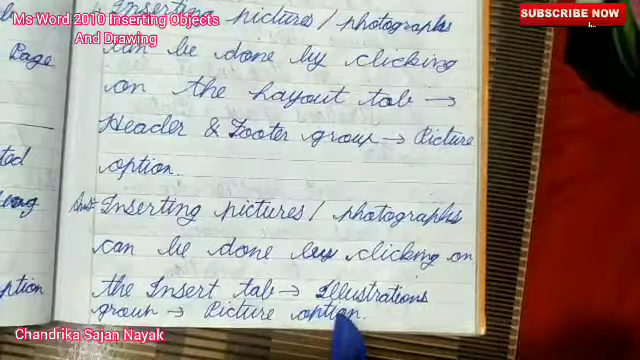 Ms Word 2010 Inserting Objects
And Drawing
SUBSCRIBE NOW
Inserting pictures / photographs
can be done by clicking
on the Layout tab →
Header & Footer group → Picture
option.
Ans:- Inserting pictures / photographs
can be done by clicking on
the Insert tab → Illustrations
group → Picture option.
Page
ption
Chandrika Sajan Nayak